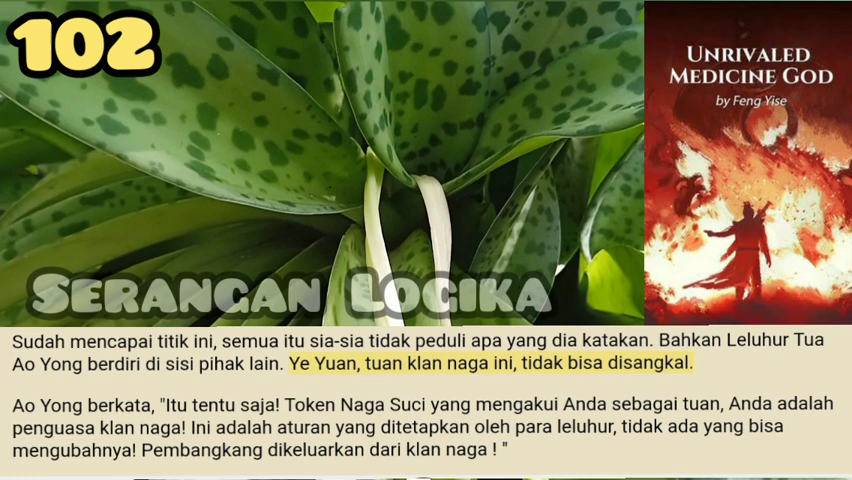 102
UNRIVALED
MEDICINE GOD
by Feng Yise
SERANGAN LOGIKA
Sudah mencapai titik ini, semua itu sia-sia tidak peduli apa yang dia katakan. Bahkan Leluhur Tua
Ao Yong berdiri di sisi pihak lain. Ye Yuan, tuan klan naga ini, tidak bisa disangkal.
Ao Yong berkata, "Itu tentu saja! Token Naga Suci yang mengakui Anda sebagai tuan, Anda adalah
penguasa klan naga! Ini adalah aturan yang ditetapkan oleh para leluhur, tidak ada yang bisa
mengubahnya! Pembangkang dikeluarkan dari klan naga ! "